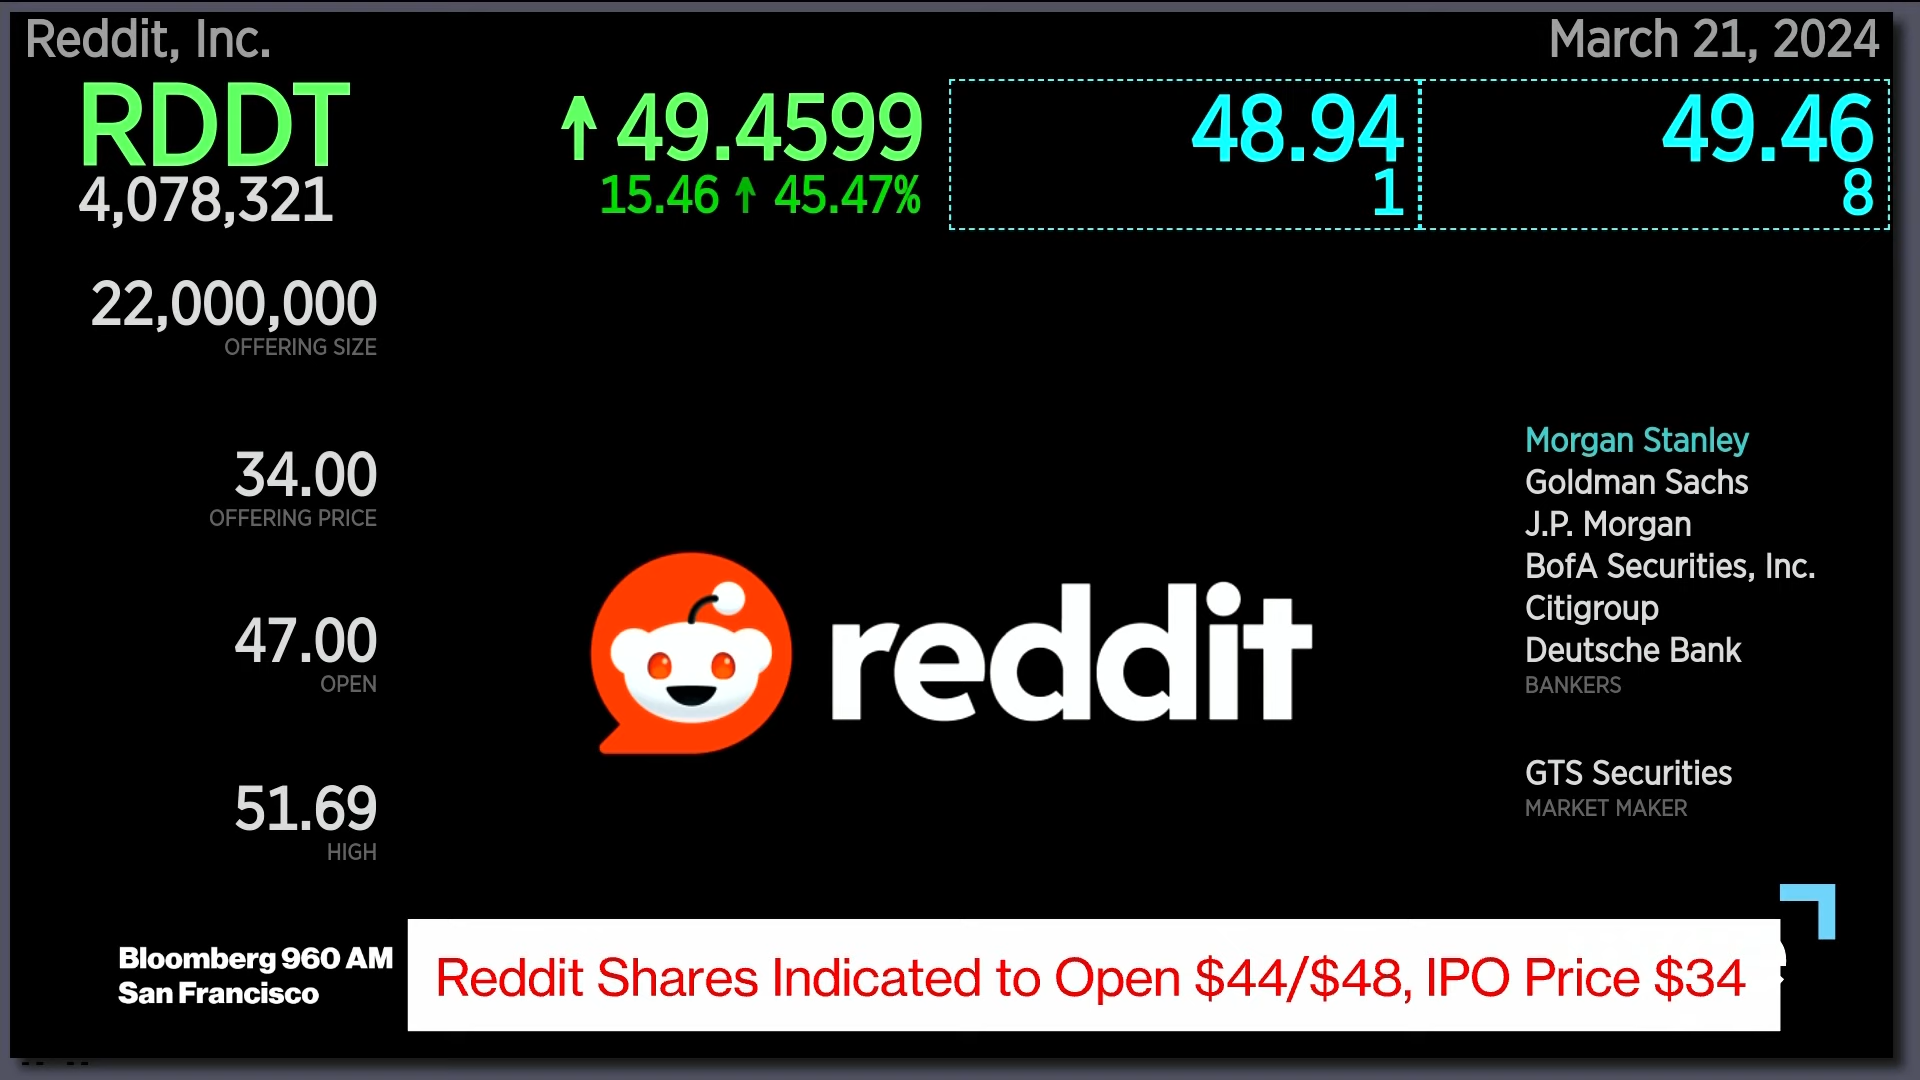 Reddit, Inc.
March 21, 2024
RDDT
4,078,321
↑ 49.4599
15.46 ↑ 45.47%
48.94
1
49.46
8
22,000,000
OFFERING SIZE
34.00
OFFERING PRICE
47.00
OPEN
51.69
HIGH
reddit
Morgan Stanley
Goldman Sachs
J.P. Morgan
BofA Securities, Inc.
Citigroup
Deutsche Bank
BANKERS
GTS Securities
MARKET MAKER
Bloomberg 960 AM
San Francisco
Reddit Shares Indicated to Open $44/$48, IPO Price $34